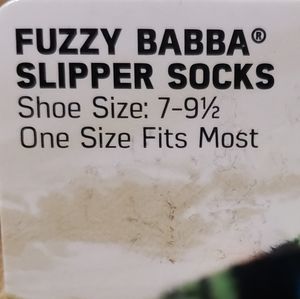 FUZZY BABBA®
SLIPPER SOCKS
Shoe Size: 7-9½
One Size Fits Most